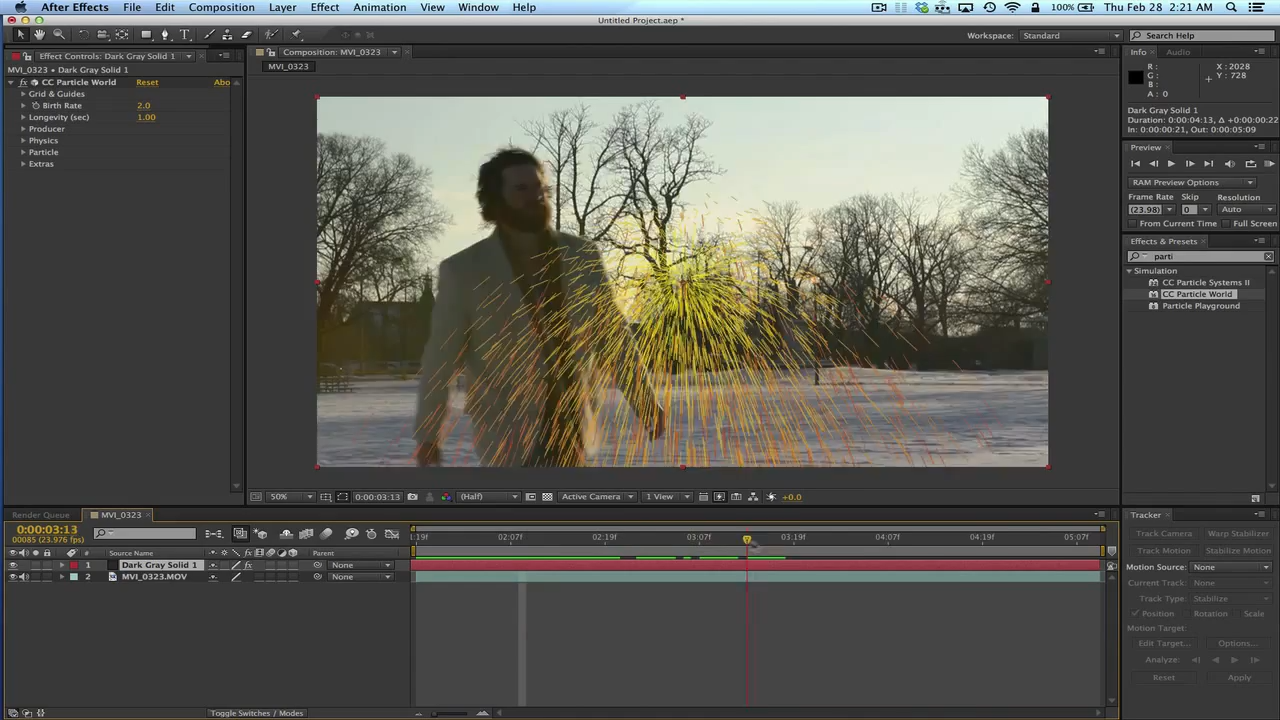 After Effects File Edit Composition Layer Effect Animation View Window Help 100% Thu Feb 28 2:21 AM
Untitled Project.aep *
Workspace: Standard Search Help
Effect Controls: Dark Gray Solid 1
Composition: MVI_0323
Info Audio
MVI_0323 • Dark Gray Solid 1
MVI_0323
CC Particle World Reset Abo
Grid & Guides
Birth Rate 2.0
Longevity (sec) 1.00
Producer
Physics
Particle
Extras
R :
G :
B :
A : 0
X : 2028
Y : 728
Dark Gray Solid 1
Duration: 0:00:04:13, Δ +0:00:00:22
In: 0:00:00:21, Out: 0:00:05:09
Preview
RAM Preview Options
Frame Rate Skip Resolution
(23.98) 0 Auto
From Current Time Full Screen
Effects & Presets
parti
Simulation
CC Particle Systems II
CC Particle World
Particle Playground
50% 0:00:03:13 (Half) Active Camera 1 View +0.0
Render Queue MVI_0323
0:00:03:13
00085 (23.976 fps)
:19f 02:07f 02:19f 03:07f 03:19f 04:07f 04:19f 05:07f
# Source Name Parent
1 Dark Gray Solid 1 None
2 MVI_0323.MOV None
Toggle Switches / Modes
Tracker
Track Camera Warp Stabilizer
Track Motion Stabilize Motion
Motion Source: None
Current Track: None
Track Type: Stabilize
Position Rotation Scale
Motion Target:
Edit Target... Options...
Analyze:
Reset Apply